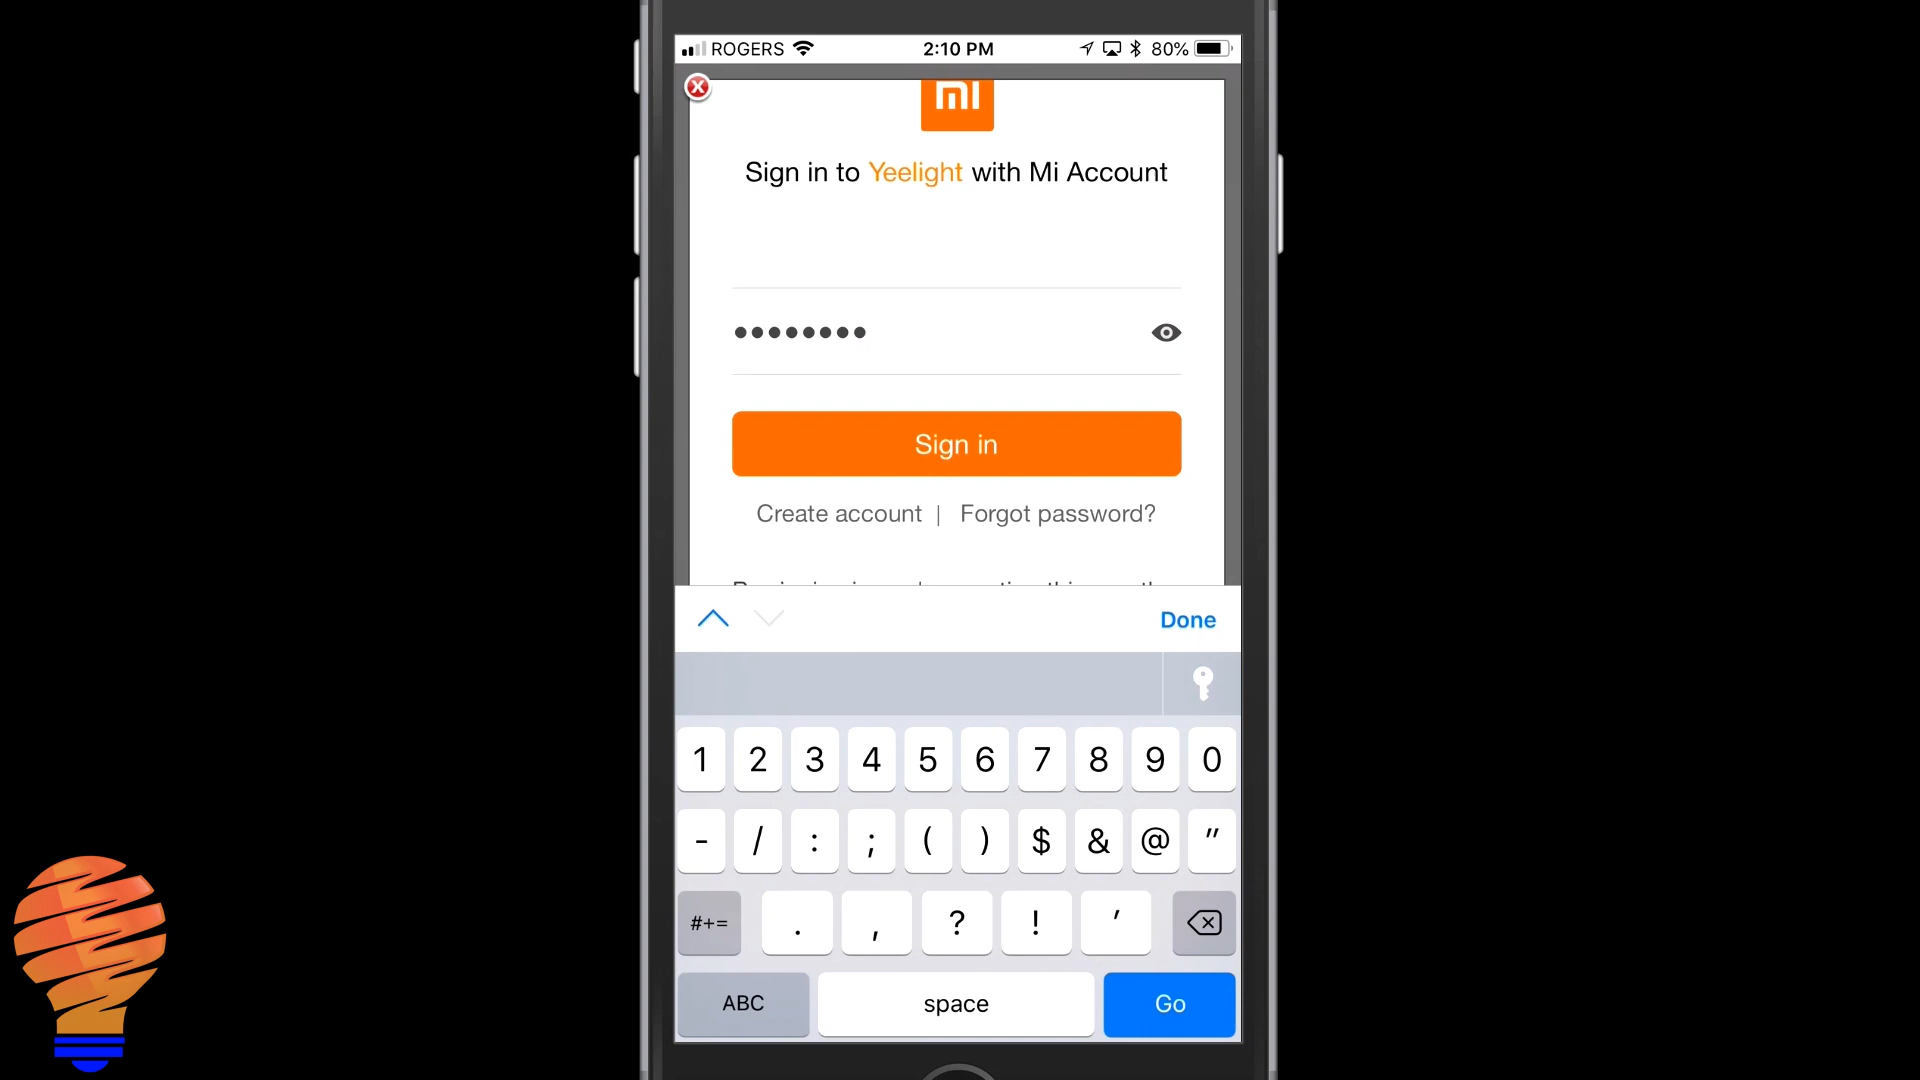 ROGERS 2:10 PM 80%
mi
Sign in to Yeelight with Mi Account
••••••••
Sign in
Create account | Forgot password?
Done
1 2 3 4 5 6 7 8 9 0
- / : ; ( ) $ & @ "
#+= . , ? ! '
ABC space Go